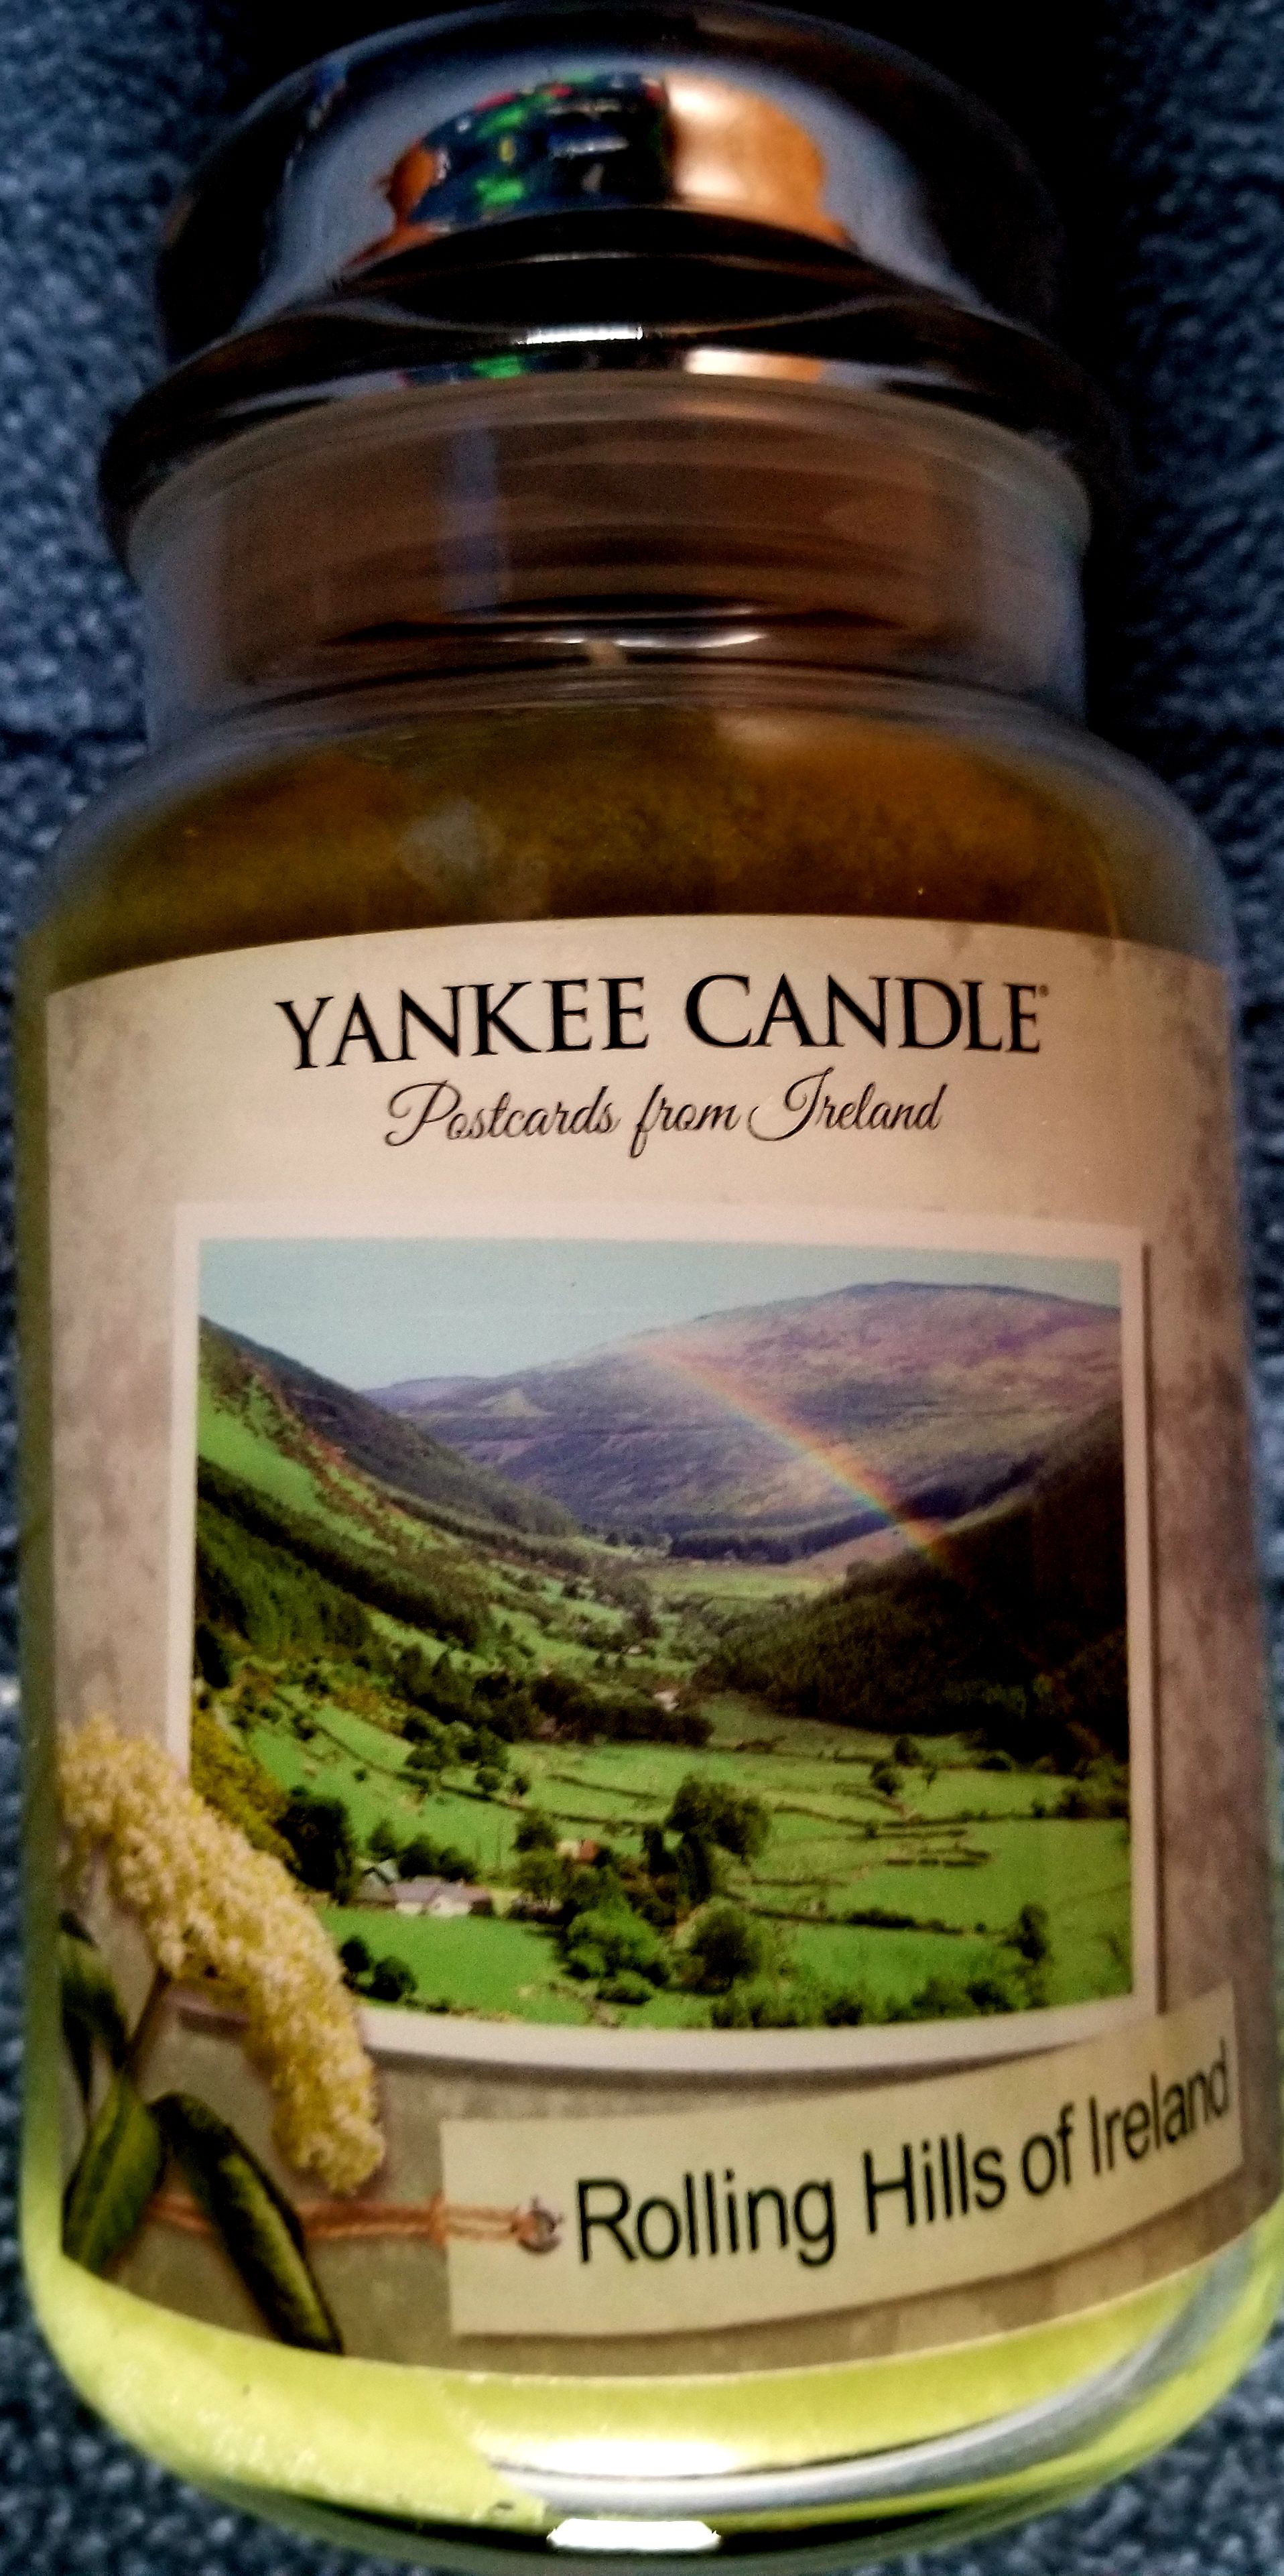 YANKEE CANDLE®
Postcards from Ireland
Rolling Hills of Ireland